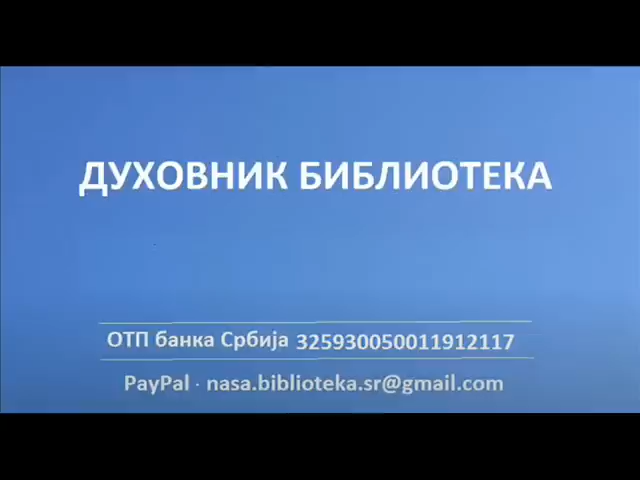 ДУХОВНИК БИБЛИОТЕКА
ОТП банка Србија 325930050011912117
PayPal · nasa.biblioteka.sr@gmail.com